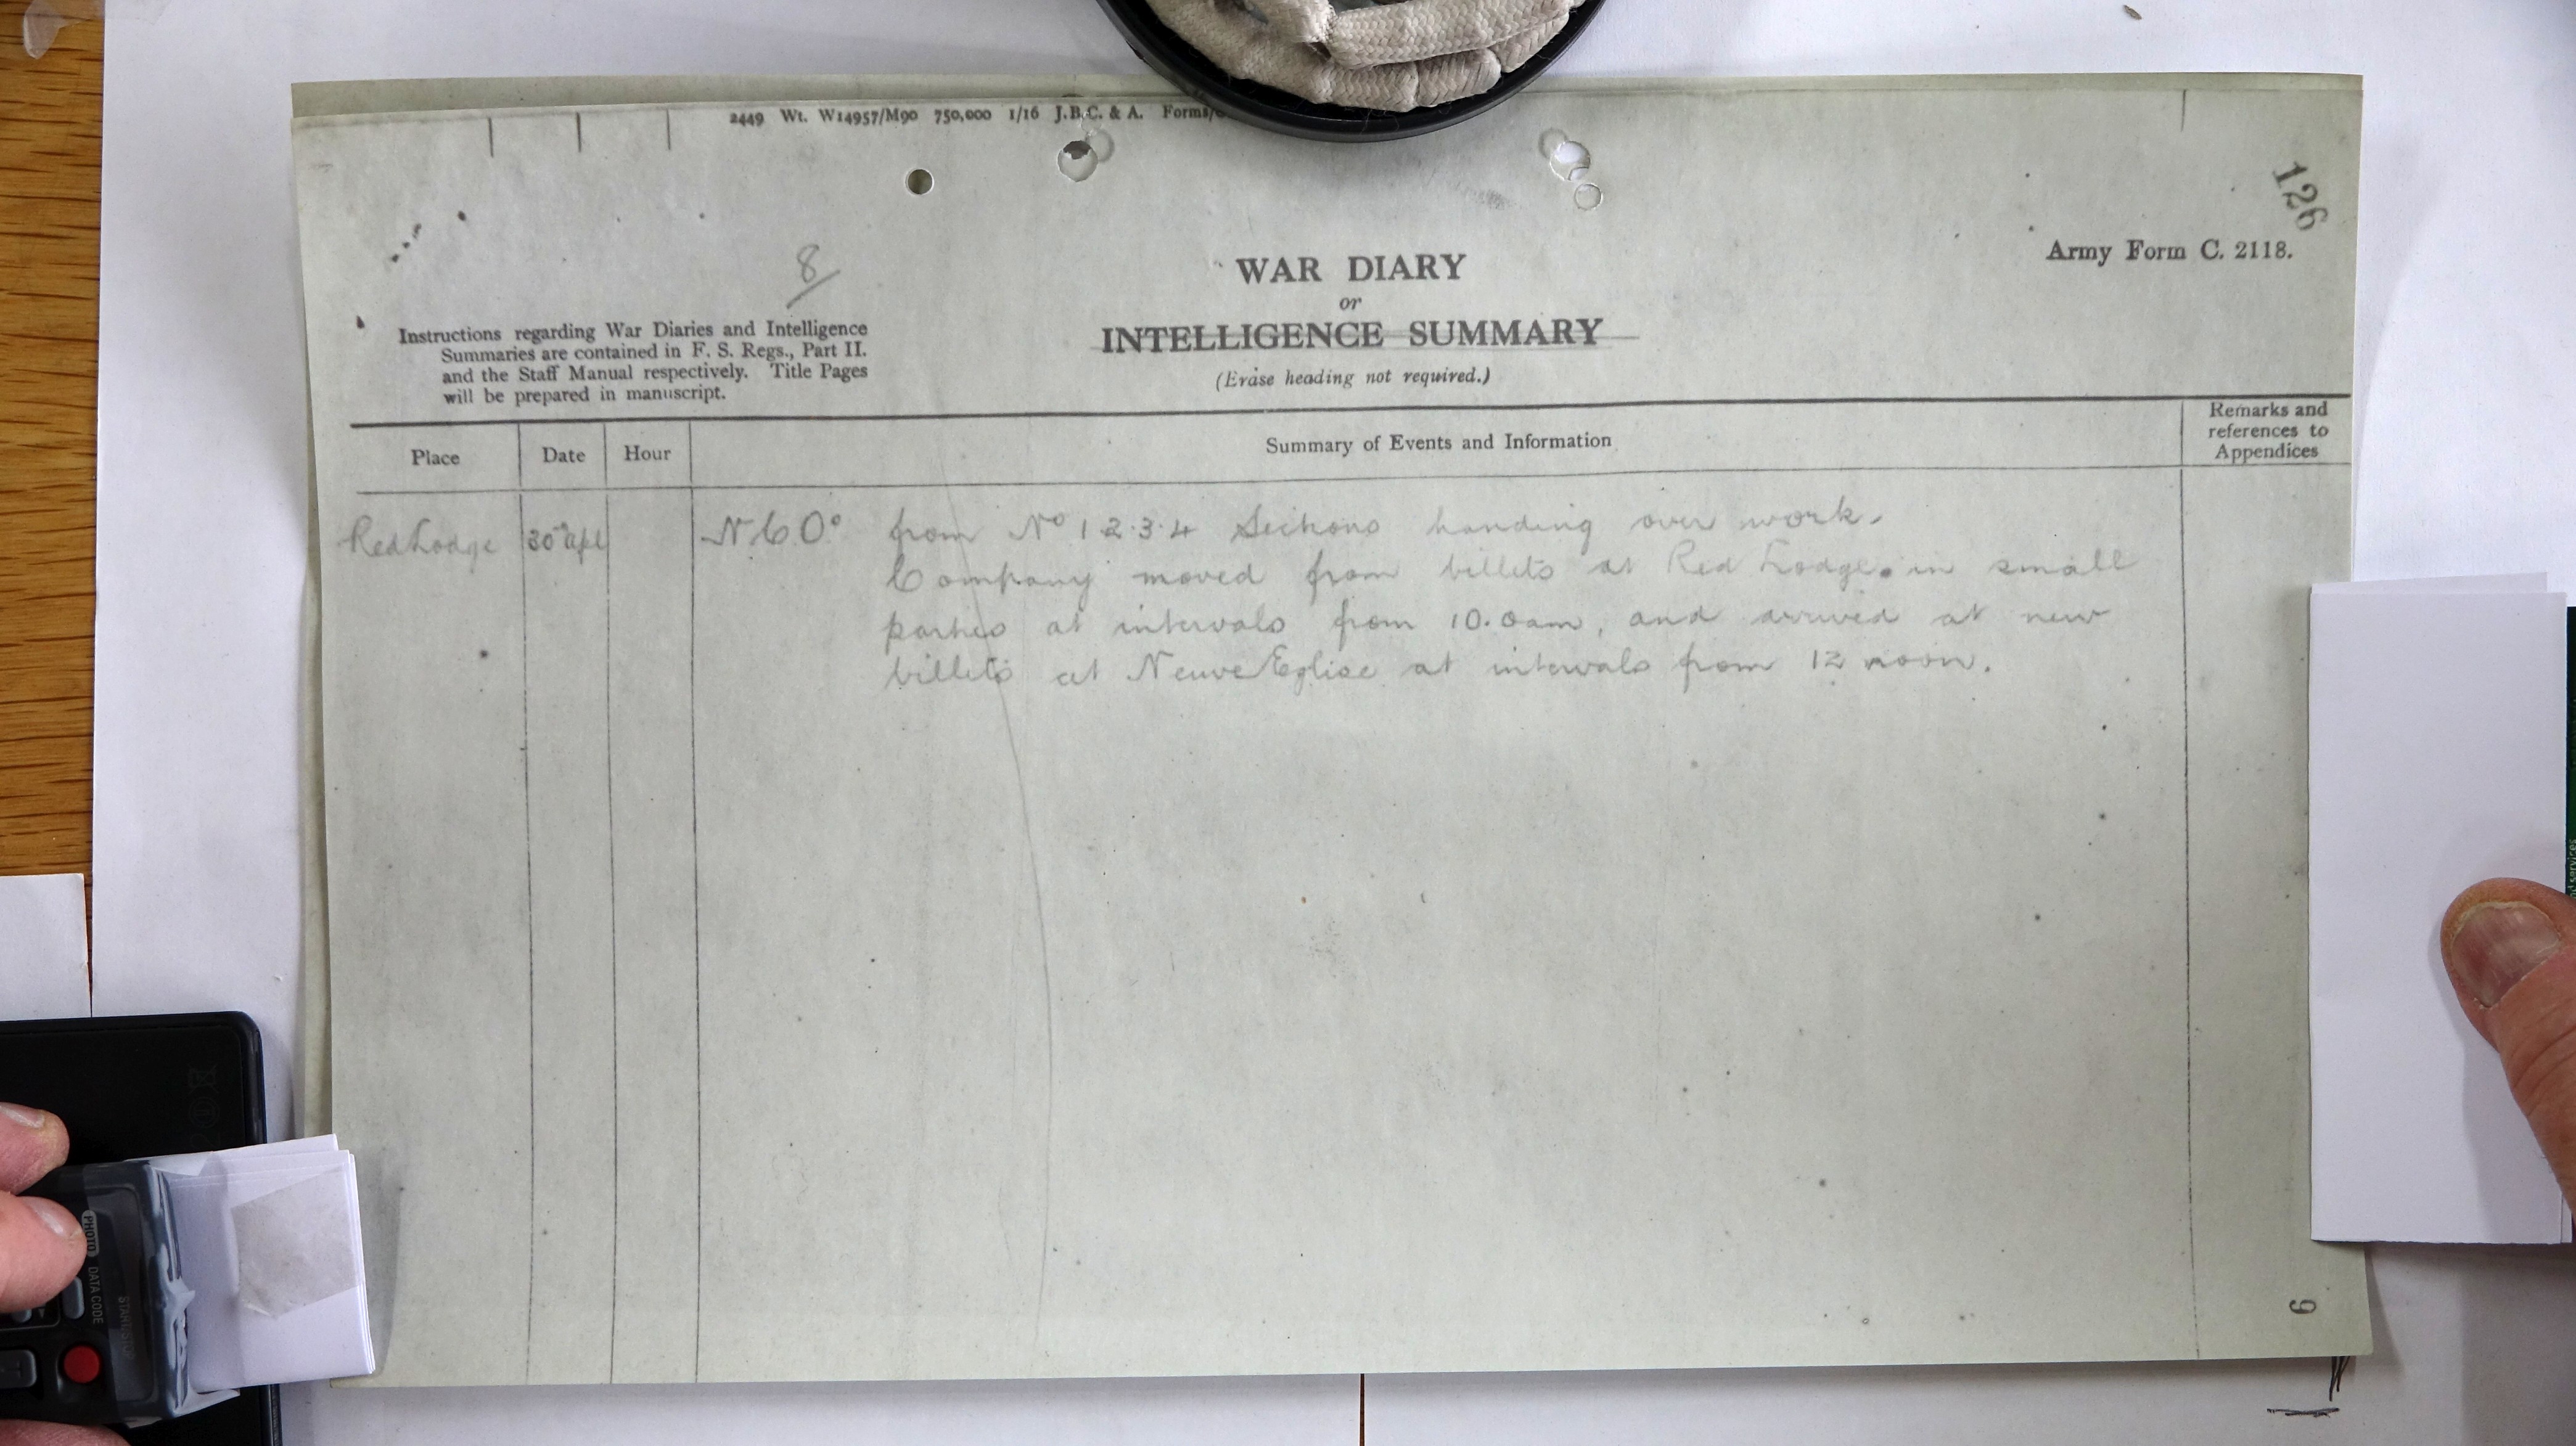 2449 Wt. W14957/M90 750,000 1/16 J.B.C. & A. Forms/
126
Army Form C. 2118.
8
WAR DIARY
or
INTELLIGENCE SUMMARY
(Erase heading not required.)
Instructions regarding War Diaries and Intelligence
Summaries are contained in F. S. Regs., Part II.
and the Staff Manual respectively. Title Pages
will be prepared in manuscript.
Place
Date
Hour
Summary of Events and Information
Remarks and
references to
Appendices
Red Lodge 30th Apl N.C.O.s from No 1.2.3.4 Sections handing over work.
Company moved from billets at Red Lodge. in small
parties at intervals from 10.0am, and arrived at new
billets at Neuve Eglise at intervals from 12 noon.
9
PHOTO
DATA CODE
STAMINA